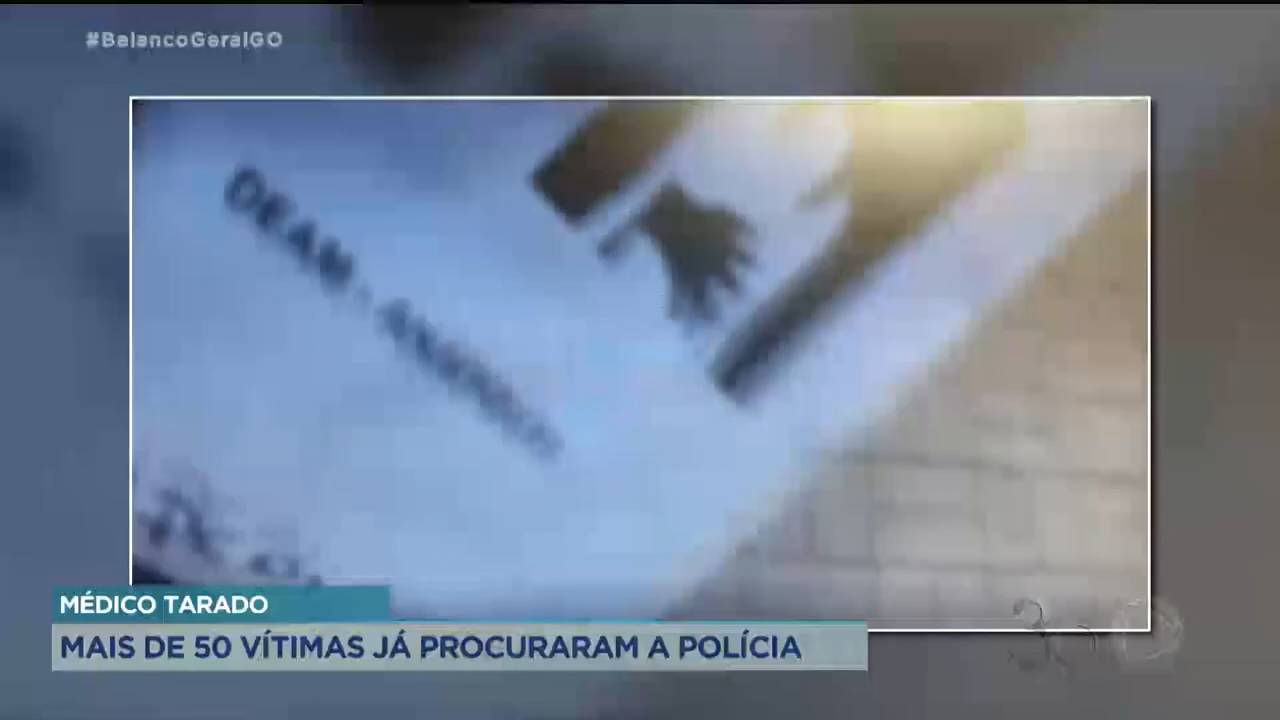 #BalancoGeralGO
DEAM
MÉDICO TARADO
MAIS DE 50 VÍTIMAS JÁ PROCURARAM A POLÍCIA